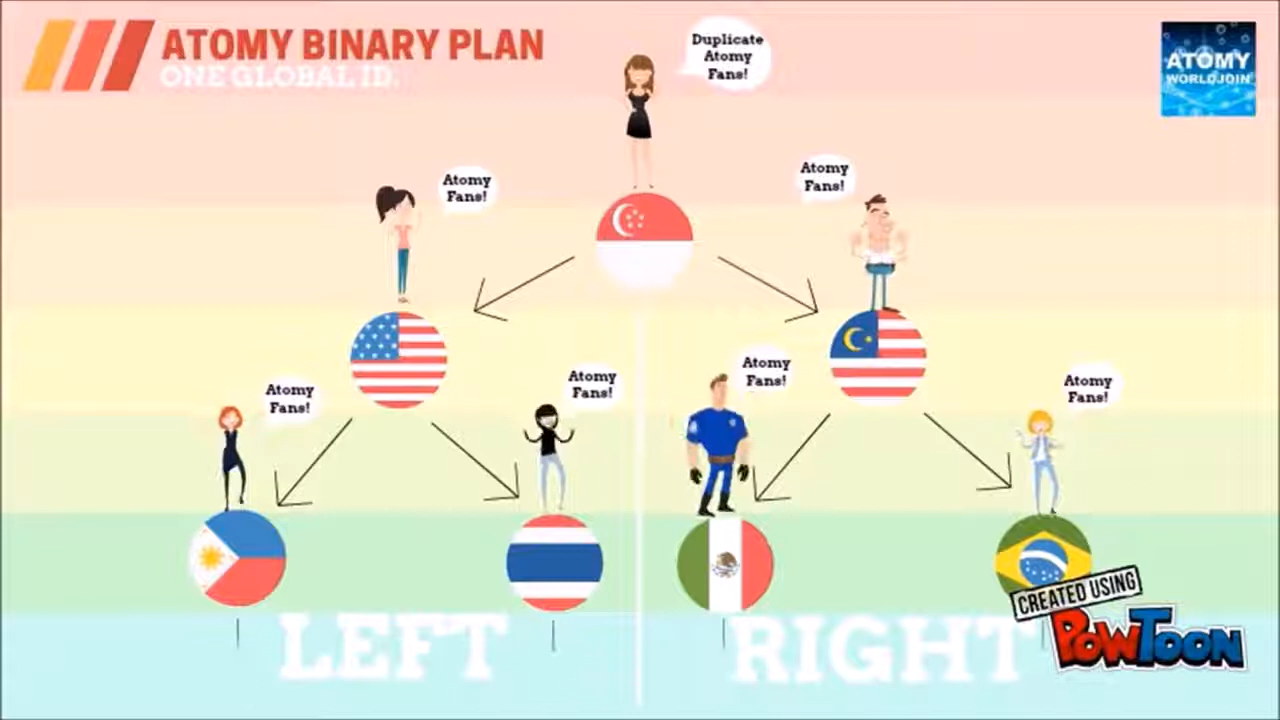 ATOMY BINARY PLAN
ONE GLOBAL ID.
Duplicate
Atomy
Fans!
ATOMY
WORLDJOIN
Atomy
Fans!
Atomy
Fans!
Atomy
Fans!
Atomy
Fans!
Atomy
Fans!
Atomy
Fans!
LEFT
RIGHT
CREATED USING
POWTOON